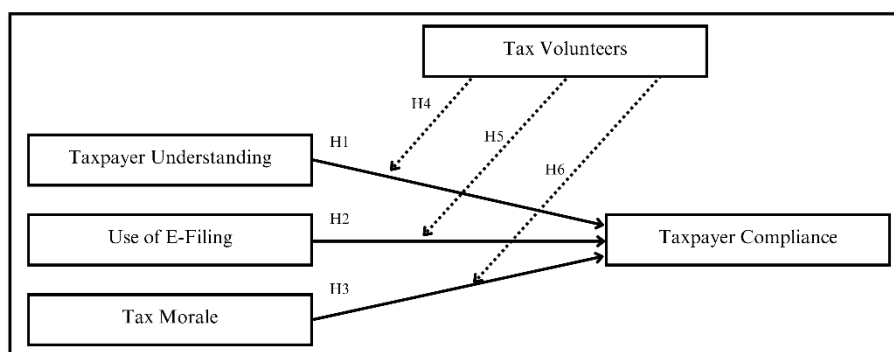 Tax Volunteers
H4
H5
H6
H1
Taxpayer Understanding
H2
Use of E-Filing
Taxpayer Compliance
H3
Tax Morale